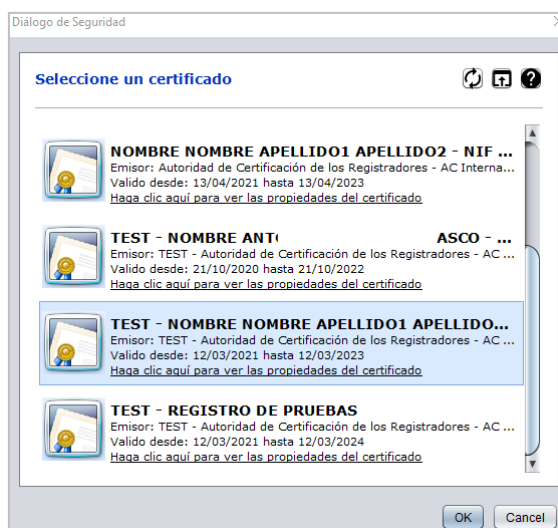 Diálogo de Seguridad
Seleccione un certificado
NOMBRE NOMBRE APELLIDO1 APELLIDO2 - NIF ...
Emisor: Autoridad de Certificación de los Registradores - AC Interna...
Valido desde: 13/04/2021 hasta 13/04/2023
Haga clic aquí para ver las propiedades del certificado
TEST - NOMBRE ANT ASCO - ...
Emisor: TEST - Autoridad de Certificación de los Registradores - AC ...
Valido desde: 21/10/2020 hasta 21/10/2022
Haga clic aquí para ver las propiedades del certificado
TEST - NOMBRE NOMBRE APELLIDO1 APELLIDO...
Emisor: TEST - Autoridad de Certificación de los Registradores - AC ...
Valido desde: 12/03/2021 hasta 12/03/2023
Haga clic aquí para ver las propiedades del certificado
TEST - REGISTRO DE PRUEBAS
Emisor: TEST - Autoridad de Certificación de los Registradores - AC ...
Valido desde: 12/03/2021 hasta 12/03/2024
Haga clic aquí para ver las propiedades del certificado
OK Cancel